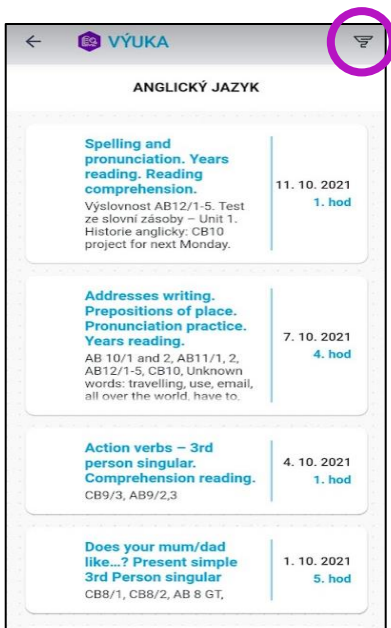 VÝUKA
ANGLICKÝ JAZYK
Spelling and
pronunciation. Years
reading. Reading
comprehension.
Výslovnost AB12/1-5. Test
ze slovní zásoby – Unit 1.
Historie anglicky: CB10
project for next Monday.
11. 10. 2021
1. hod
Addresses writing.
Prepositions of place.
Pronunciation practice.
Years reading.
AB 10/1 and 2, AB11/1, 2,
AB12/1-5, CB10, Unknown
words: travelling, use, email,
all over the world, have to,
7. 10. 2021
4. hod
Action verbs – 3rd
person singular.
Comprehension reading.
CB9/3, AB9/2,3
4. 10. 2021
1. hod
Does your mum/dad
like...? Present simple
3rd Person singular
CB8/1, CB8/2, AB 8 GT,
1. 10. 2021
5. hod